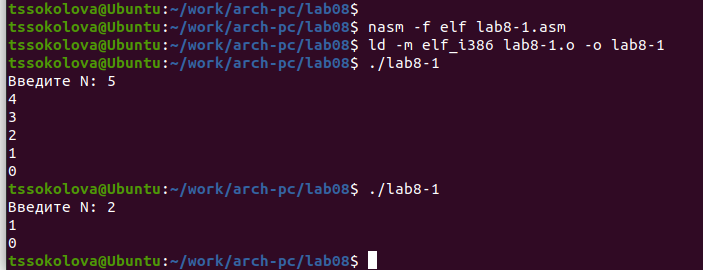 tssokolova@Ubuntu:~/work/arch-pc/lab08$
tssokolova@Ubuntu:~/work/arch-pc/lab08$ nasm -f elf lab8-1.asm
tssokolova@Ubuntu:~/work/arch-pc/lab08$ ld -m elf_i386 lab8-1.o -o lab8-1
tssokolova@Ubuntu:~/work/arch-pc/lab08$ ./lab8-1
Введите N: 5
4
3
2
1
0
tssokolova@Ubuntu:~/work/arch-pc/lab08$ ./lab8-1
Введите N: 2
1
0
tssokolova@Ubuntu:~/work/arch-pc/lab08$